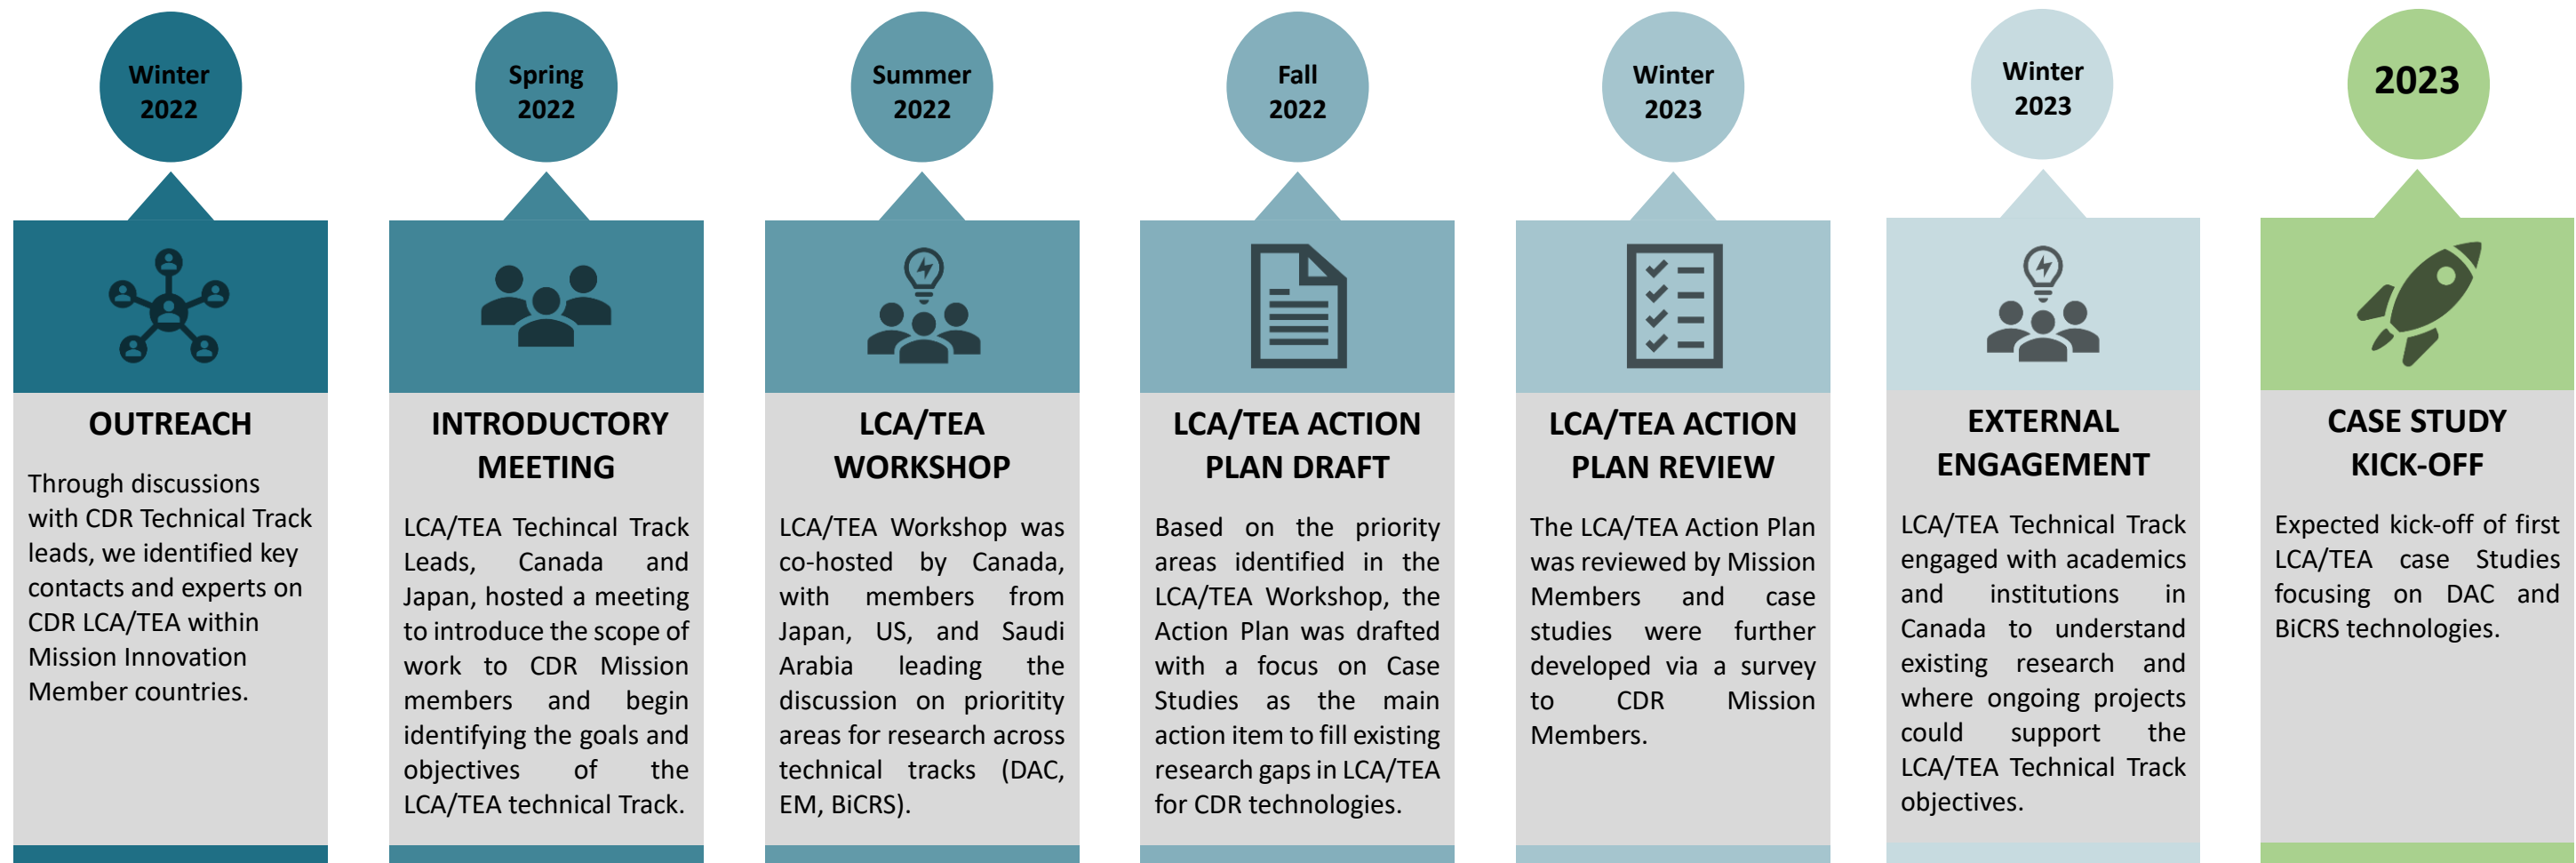 Winter
2022
OUTREACH
Through discussions
with CDR Technical Track
leads, we identified key
contacts and experts on
CDR LCA/TEA within
Mission Innovation
Member countries.
Spring
2022
INTRODUCTORY
MEETING
LCA/TEA Techincal Track
Leads, Canada and
Japan, hosted a meeting
to introduce the scope of
work to CDR Mission
members and begin
identifying the goals and
objectives of the
LCA/TEA technical Track.
Summer
2022
LCA/TEA
WORKSHOP
LCA/TEA Workshop was
co-hosted by Canada,
with members from
Japan, US, and Saudi
Arabia leading the
discussion on prioritity
areas for research across
technical tracks (DAC,
EM, BiCRS).
Fall
2022
LCA/TEA ACTION
PLAN DRAFT
Based on the priority
areas identified in the
LCA/TEA Workshop, the
Action Plan was drafted
with a focus on Case
Studies as the main
action item to fill existing
research gaps in LCA/TEA
for CDR technologies.
Winter
2023
LCA/TEA ACTION
PLAN REVIEW
The LCA/TEA Action Plan
was reviewed by Mission
Members and case
studies were further
developed via a survey
to CDR Mission
Members.
Winter
2023
EXTERNAL
ENGAGEMENT
LCA/TEA Technical Track
engaged with academics
and institutions in
Canada to understand
existing research and
where ongoing projects
could support the
LCA/TEA Technical Track
objectives.
2023
CASE STUDY
KICK-OFF
Expected kick-off of first
LCA/TEA case Studies
focusing on DAC and
BiCRS technologies.